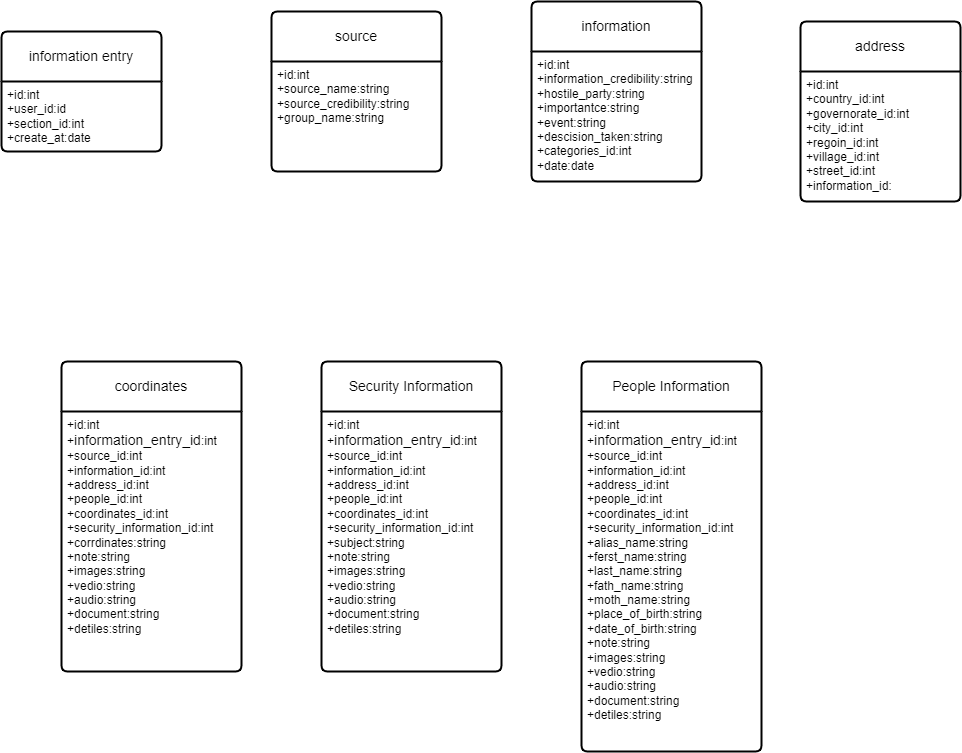 information entry
+id:int
+user_id:id
+section_id:int
+create_at:date
source
+id:int
+source_name:string
+source_credibility:string
+group_name:string
information
+id:int
+information_credibility:string
+hostile_party:string
+importantce:string
+event:string
+descision_taken:string
+categories_id:int
+date:date
address
+id:int
+country_id:int
+governorate_id:int
+city_id:int
+regoin_id:int
+village_id:int
+street_id:int
+information_id:
coordinates
+id:int
+information_entry_id:int
+source_id:int
+information_id:int
+address_id:int
+people_id:int
+coordinates_id:int
+security_information_id:int
+corrdinates:string
+note:string
+images:string
+vedio:string
+audio:string
+document:string
+detiles:string
Security Information
+id:int
+information_entry_id:int
+source_id:int
+information_id:int
+address_id:int
+people_id:int
+coordinates_id:int
+security_information_id:int
+subject:string
+note:string
+images:string
+vedio:string
+audio:string
+document:string
+detiles:string
People Information
+id:int
+information_entry_id:int
+source_id:int
+information_id:int
+address_id:int
+people_id:int
+coordinates_id:int
+security_information_id:int
+alias_name:string
+ferst_name:string
+last_name:string
+fath_name:string
+moth_name:string
+place_of_birth:string
+date_of_birth:string
+note:string
+images:string
+vedio:string
+audio:string
+document:string
+detiles:string